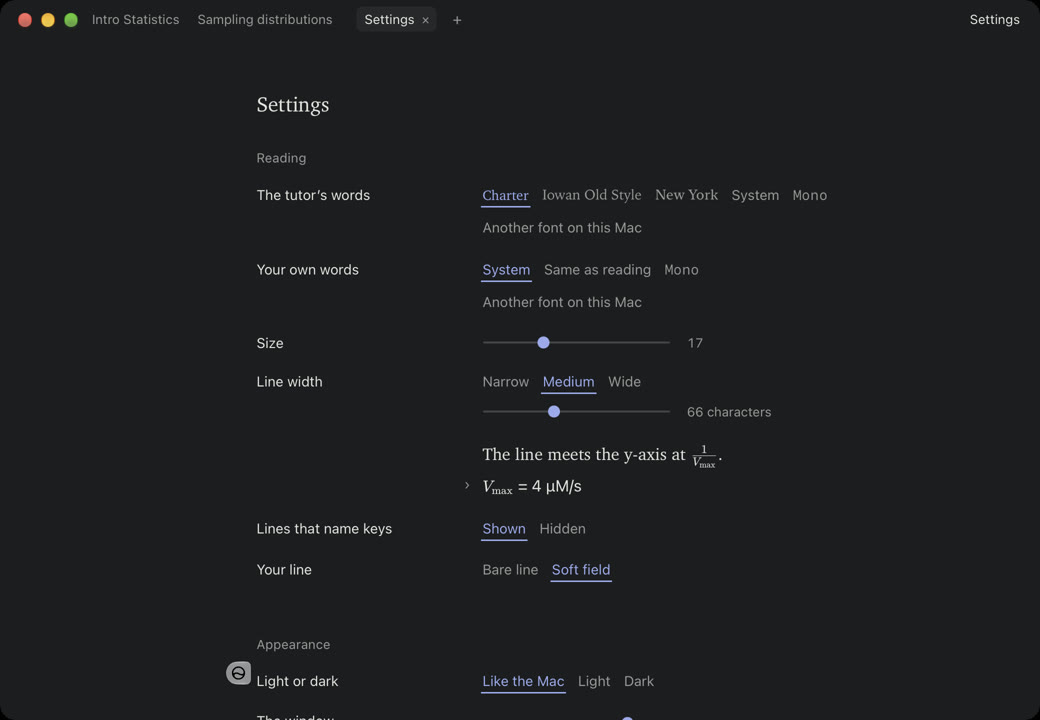 Intro Statistics Sampling distributions Settings × + Settings
Settings
Reading
The tutor’s words Charter Iowan Old Style New York System Mono
Another font on this Mac
Your own words System Same as reading Mono
Another font on this Mac
Size 17
Line width Narrow Medium Wide
66 characters
The line meets the y-axis at 1/Vmax.
› Vmax = 4 µM/s
Lines that name keys Shown Hidden
Your line Bare line Soft field
Appearance
Light or dark Like the Mac Light Dark
The window